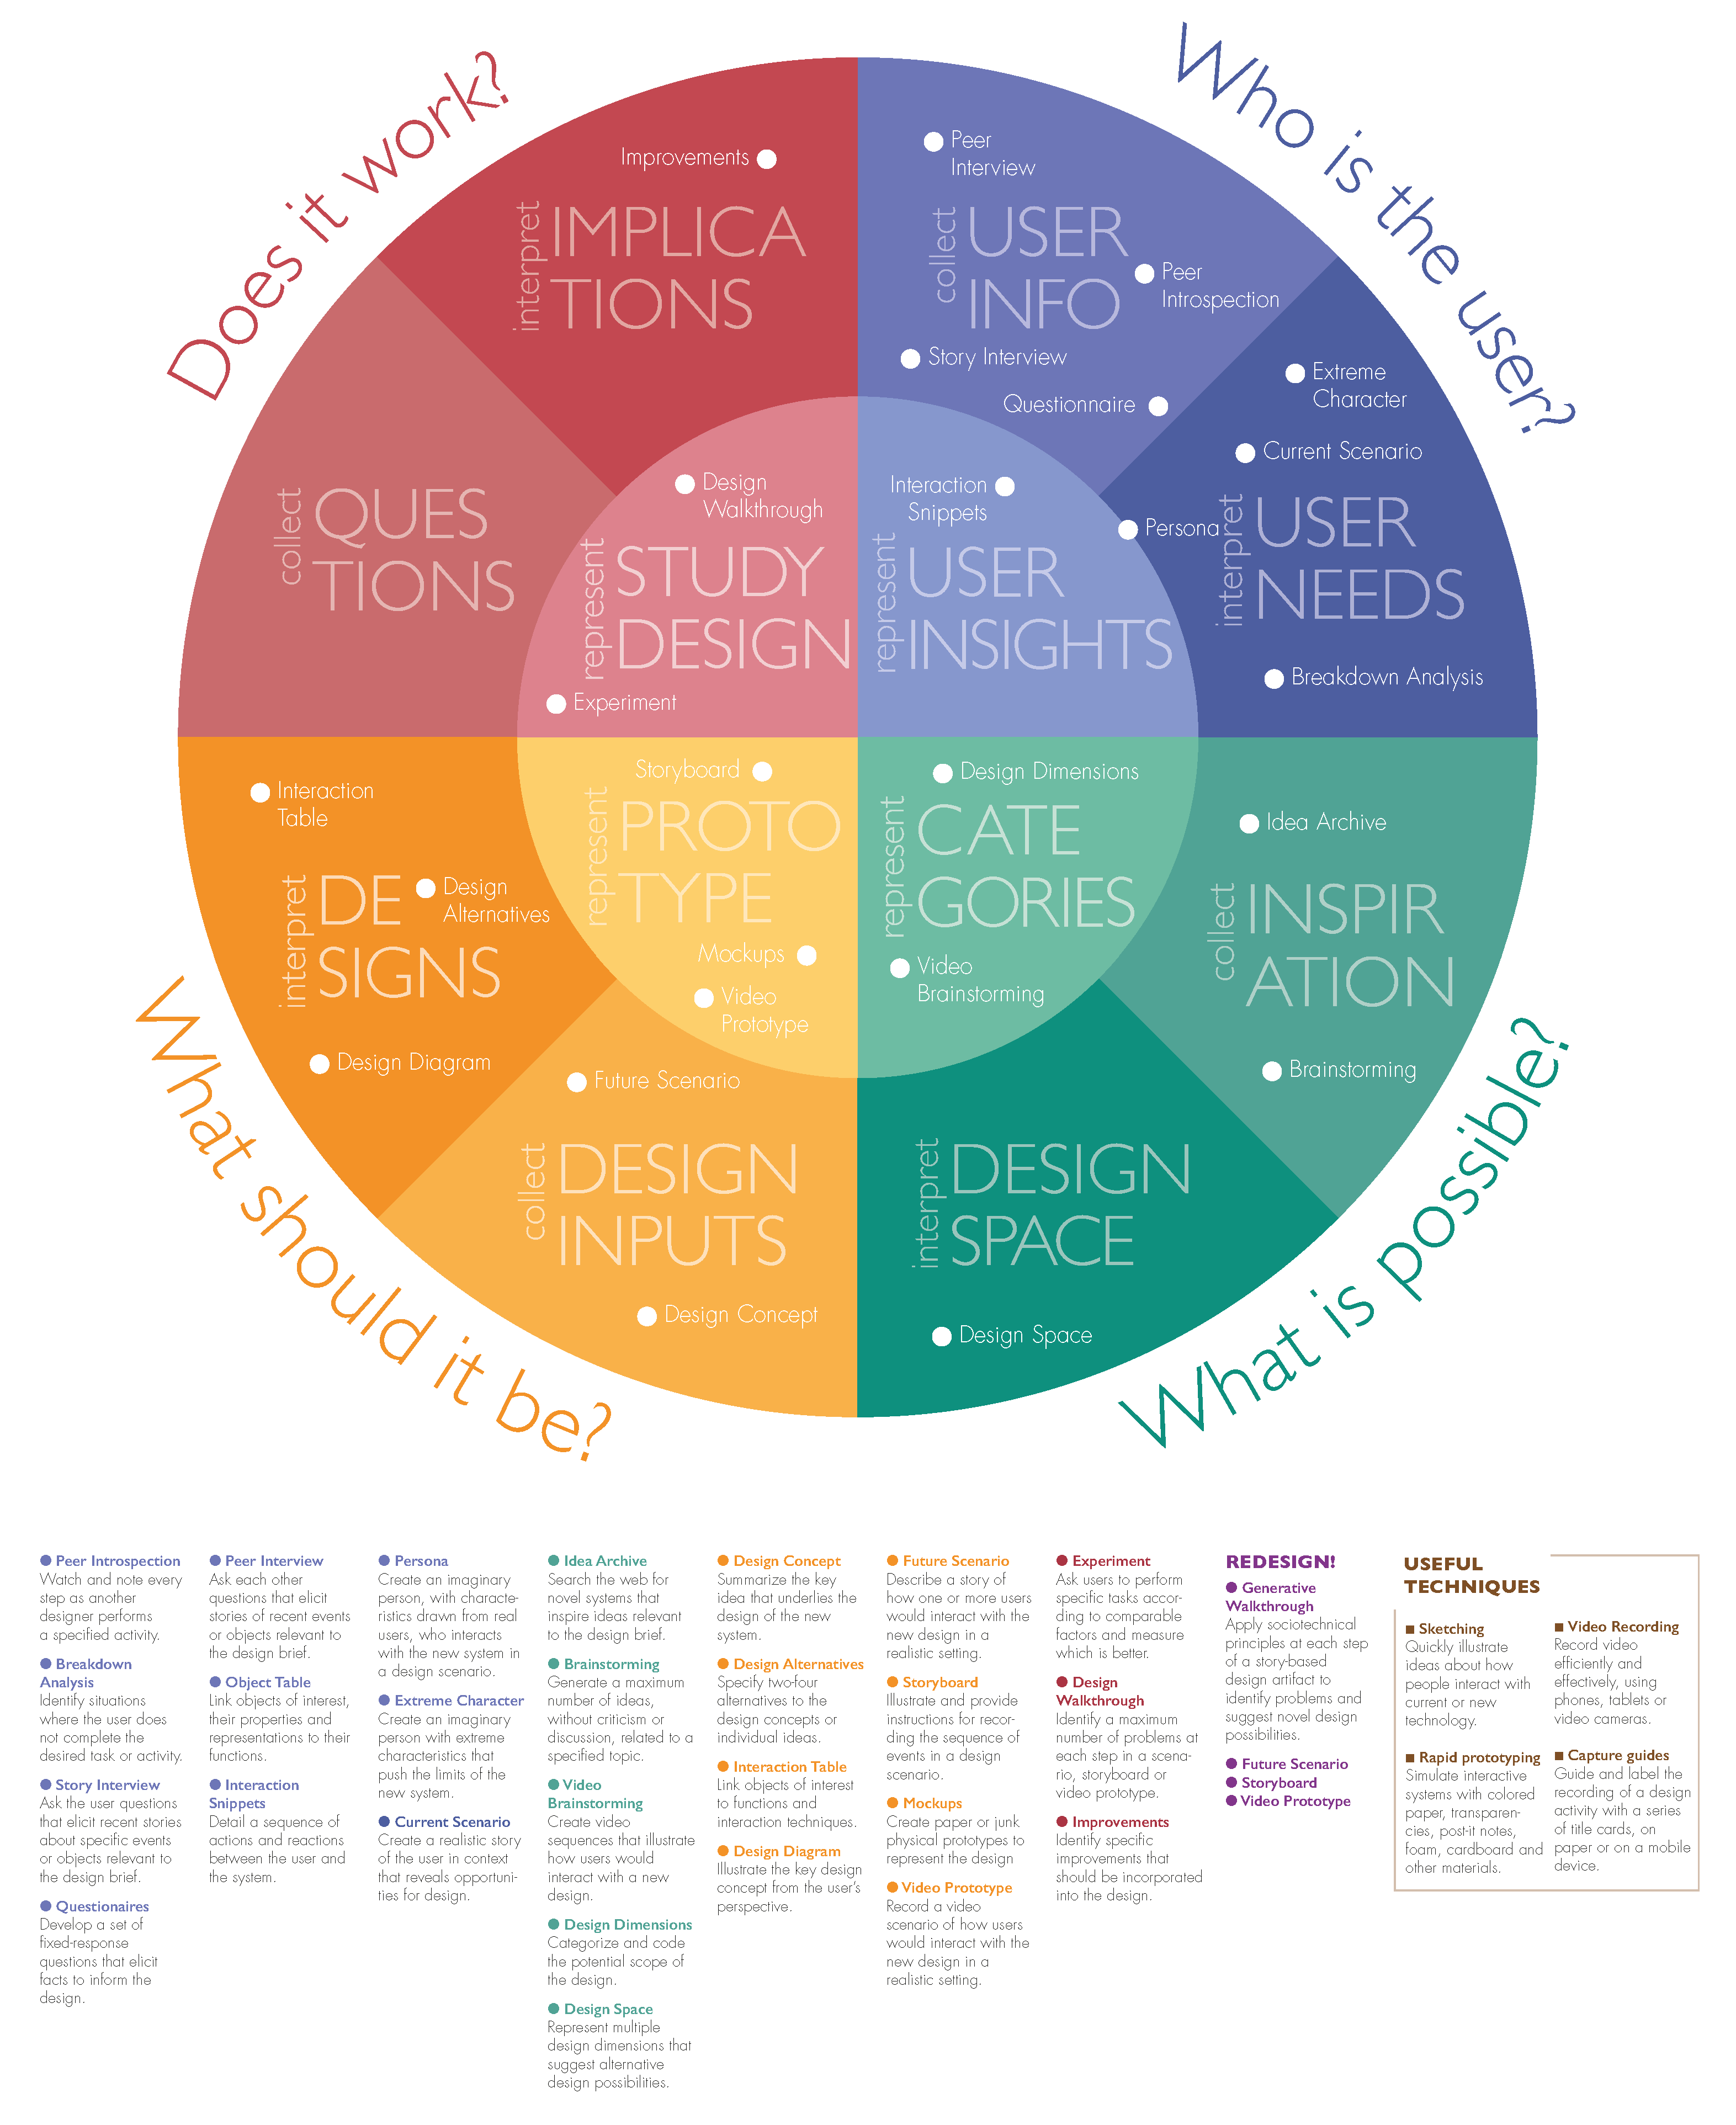 Does it work?
Who is the user?
Improvements
interpret
IMPLICA
TIONS
Peer
Interview
collect
USER
INFO
Peer
Introspection
Story Interview
Questionnaire
Extreme
Character
Current Scenario
Persona
interpret
USER
NEEDS
Breakdown Analysis
collect
QUES
TIONS
Design
Walkthrough
represent
STUDY
DESIGN
Experiment
Interaction
Snippets
represent
USER
INSIGHTS
Interaction
Table
interpret
DE
SIGNS
Design
Alternatives
Design Diagram
Storyboard
represent
PROTO
TYPE
Mockups
Video
Prototype
Design Dimensions
represent
CATE
GORIES
Video
Brainstorming
Idea Archive
collect
INSPIR
ATION
Brainstorming
Future Scenario
collect
DESIGN
INPUTS
Design Concept
interpret
DESIGN
SPACE
Design Space
What should it be?
What is possible?
Peer Introspection
Watch and note every
step as another
designer performs
a specified activity.
Breakdown
Analysis
Identify situations
where the user does
not complete the
desired task or activity.
Story Interview
Ask the user questions
that elicit recent stories
about specific events
or objects relevant to
the design brief.
Questionaires
Develop a set of
fixed-response
questions that elicit
facts to inform the
design.
Peer Interview
Ask each other
questions that elicit
stories of recent events
or objects relevant to
the design brief.
Object Table
Link objects of interest,
their properties and
representations to their
functions.
Interaction
Snippets
Detail a sequence of
actions and reactions
between the user and
the system.
Persona
Create an imaginary
person, with characte-
ristics drawn from real
users, who interacts
with the new system in
a design scenario.
Extreme Character
Create an imaginary
person with extreme
characteristics that
push the limits of the
new system.
Current Scenario
Create a realistic story
of the user in context
that reveals opportuni-
ties for design.
Idea Archive
Search the web for
novel systems that
inspire ideas relevant
to the design brief.
Brainstorming
Generate a maximum
number of ideas,
without criticism or
discussion, related to a
specified topic.
Video
Brainstorming
Create video
sequences that illustrate
how users would
interact with a new
design.
Design Dimensions
Categorize and code
the potential scope of
the design.
Design Space
Represent multiple
design dimensions that
suggest alternative
design possibilities.
Design Concept
Summarize the key
idea that underlies the
design of the new
system.
Design Alternatives
Specify two-four
alternatives to the
design concepts or
individual ideas.
Interaction Table
Link objects of interest
to functions and
interaction techniques.
Design Diagram
Illustrate the key design
concept from the user's
perspective.
Future Scenario
Describe a story of
how one or more users
would interact with the
new design in a
realistic setting.
Storyboard
Illustrate and provide
instructions for recor-
ding the sequence of
events in a design
scenario.
Mockups
Create paper or junk
physical prototypes to
represent the design
Video Prototype
Record a video
scenario of how users
would interact with the
new design in a
realistic setting.
Experiment
Ask users to perform
specific tasks accor-
ding to comparable
factors and measure
which is better.
Design
Walkthrough
Identify a maximum
number of problems at
each step in a scena-
rio, storyboard or
video prototype.
Improvements
Identify specific
improvements that
should be incorporated
into the design.
REDESIGN!
Generative
Walkthrough
Apply sociotechnical
principles at each step
of a story-based
design artifact to
identify problems and
suggest novel design
possibilities.
Future Scenario
Storyboard
Video Prototype
USEFUL
TECHNIQUES
Sketching
Quickly illustrate
ideas about how
people interact with
current or new
technology.
Rapid prototyping
Simulate interactive
systems with colored
paper, transparen-
cies, post-it notes,
foam, cardboard and
other materials.
Video Recording
Record video
efficiently and
effectively, using
phones, tablets or
video cameras.
Capture guides
Guide and label the
recording of a design
activity with a series
of title cards, on
paper or on a mobile
device.